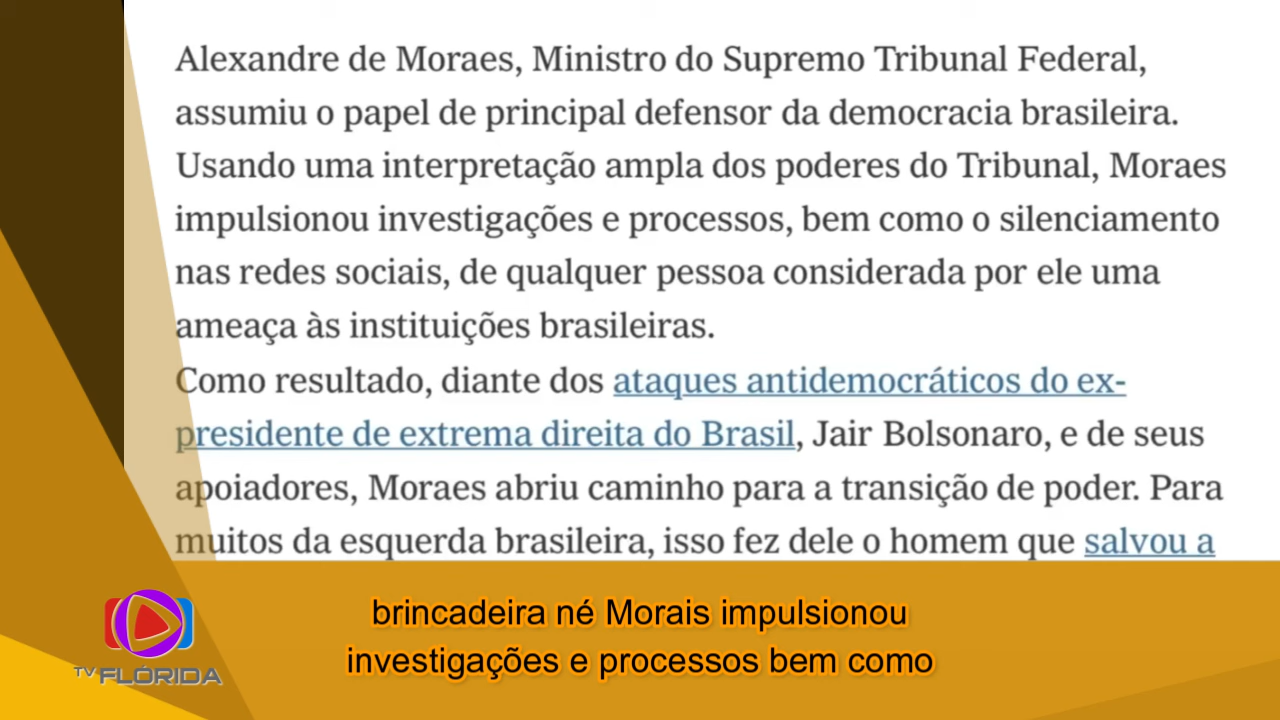 Alexandre de Moraes, Ministro do Supremo Tribunal Federal,
assumiu o papel de principal defensor da democracia brasileira.
Usando uma interpretação ampla dos poderes do Tribunal, Moraes
impulsionou investigações e processos, bem como o silenciamento
nas redes sociais, de qualquer pessoa considerada por ele uma
ameaça às instituições brasileiras.
Como resultado, diante dos ataques antidemocráticos do ex-
presidente de extrema direita do Brasil, Jair Bolsonaro, e de seus
apoiadores, Moraes abriu caminho para a transição de poder. Para
muitos da esquerda brasileira, isso fez dele o homem que salvou a
brincadeira né Morais impulsionou
investigações e processos bem como
TV FLÓRIDA